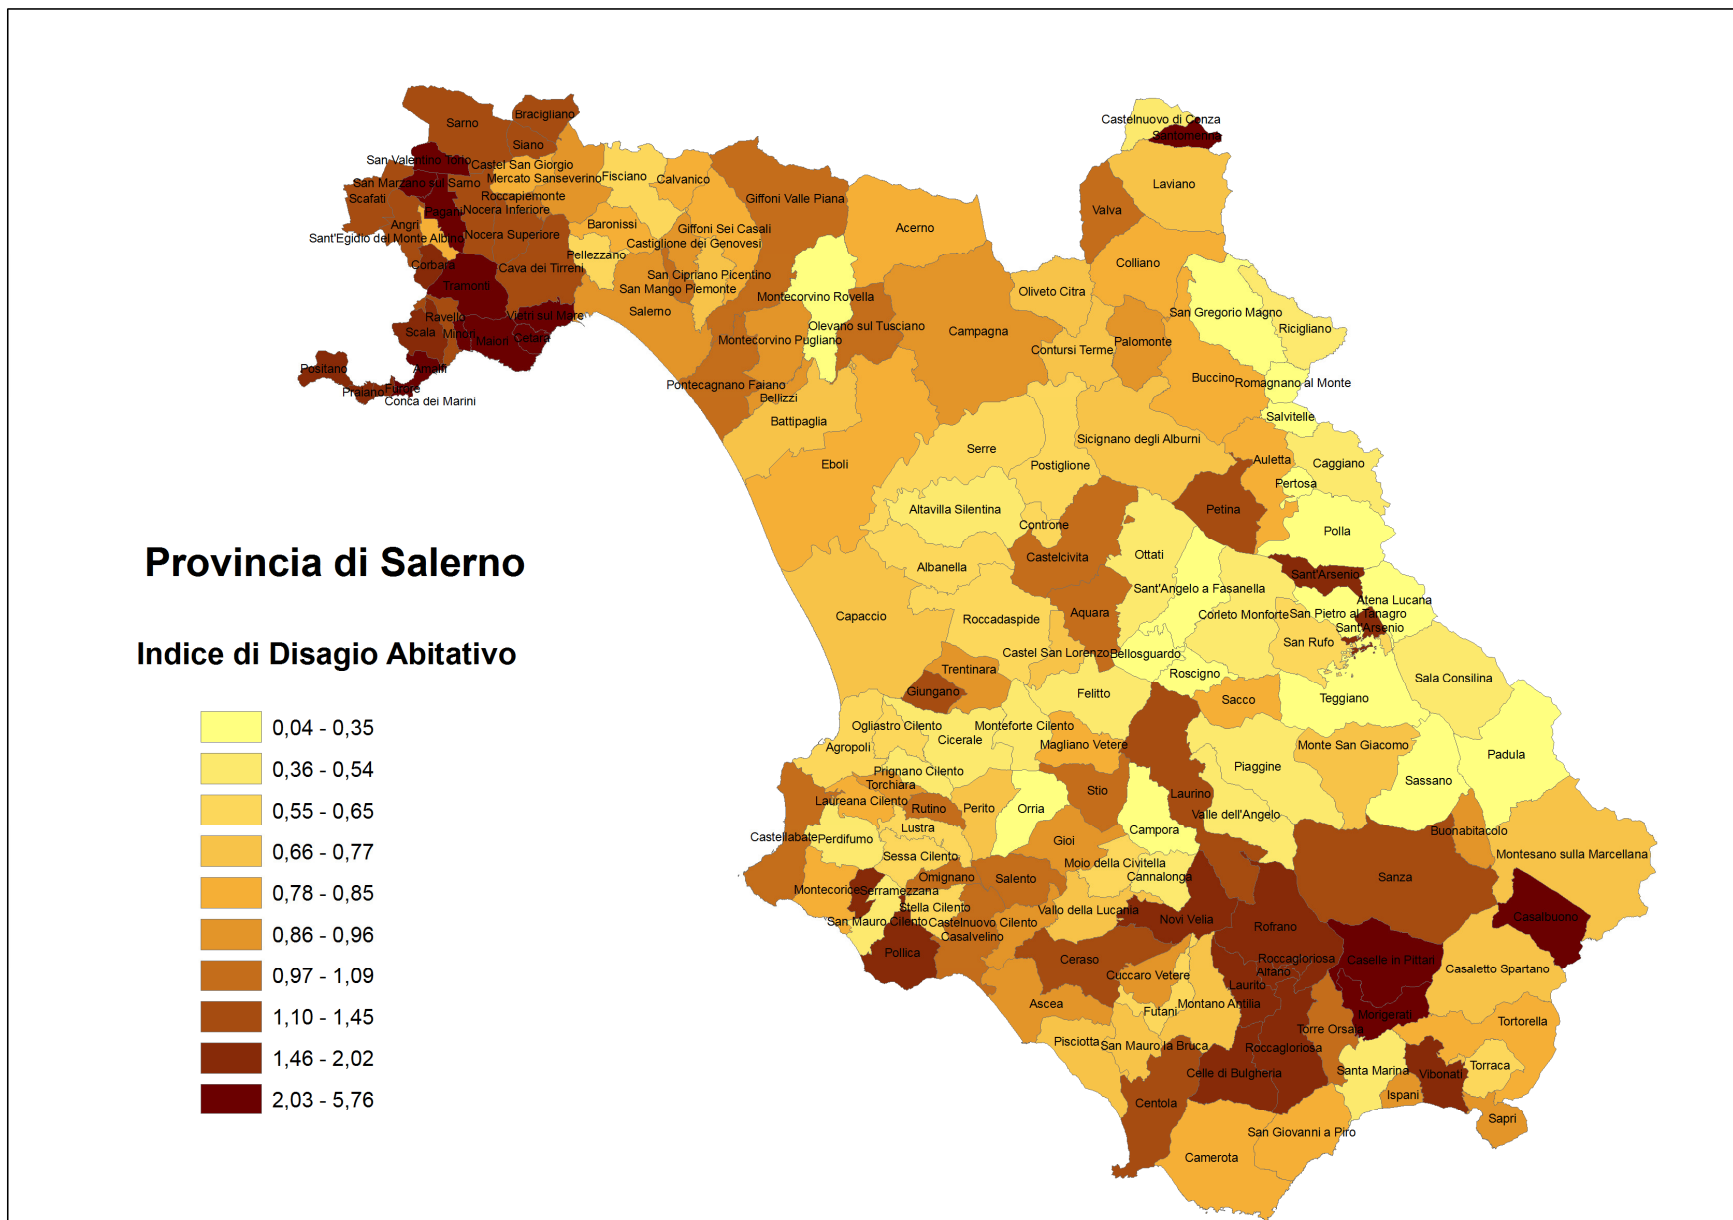 Bracigliano
Sarno
Siano
San Valentino Torio
Castel San Giorgio
Mercato Sanseverino
Fisciano
Calvanico
San Marzano sul Sarno
Scafati
Roccapiemonte
Pagani
Nocera Inferiore
Angri
Baronissi
Giffoni Valle Piana
Giffoni Sei Casali
Sant'Egidio del Monte Albino
Nocera Superiore
Castiglione dei Genovesi
Pellezzano
Corbara
Cava dei Tirreni
San Cipriano Picentino
Tramonti
San Mango Piemonte
Salerno
Ravello
Vietri sul Mare
Scala
Minori
Maiori
Cetara
Positano
Amalfi
Praiano
Furore
Conca dei Marini
Acerno
Montecorvino Rovella
Olevano sul Tusciano
Montecorvino Pugliano
Pontecagnano Faiano
Bellizzi
Battipaglia
Eboli
Campagna
Castelnuovo di Conza
Santomenna
Laviano
Valva
Colliano
Oliveto Citra
San Gregorio Magno
Ricigliano
Palomonte
Contursi Terme
Buccino
Romagnano al Monte
Salvitelle
Sicignano degli Alburni
Serre
Postiglione
Auletta
Caggiano
Pertosa
Petina
Polla
Altavilla Silentina
Controne
Castelcivita
Ottati
Albanella
Sant'Arsenio
Sant'Angelo a Fasanella
Atena Lucana
Capaccio
Roccadaspide
Aquara
Corleto Monforte
San Pietro al Tanagro
Sant'Arsenio
San Rufo
Castel San Lorenzo
Bellosguardo
Roscigno
Trentinara
Giungano
Felitto
Sacco
Teggiano
Sala Consilina
Ogliastro Cilento
Monteforte Cilento
Cicerale
Agropoli
Magliano Vetere
Monte San Giacomo
Padula
Prignano Cilento
Torchiara
Piaggine
Sassano
Laureana Cilento
Rutino
Perito
Orria
Stio
Laurino
Valle dell'Angelo
Castellabate
Perdifumo
Lustra
Campora
Buonabitacolo
Gioi
Sessa Cilento
Moio della Civitella
Montesano sulla Marcellana
Omignano
Salento
Cannalonga
Sanza
Montecorice
Serramezzana
Stella Cilento
Vallo della Lucania
Novi Velia
Casalbuono
San Mauro Cilento
Castelnuovo Cilento
Casalvelino
Rofrano
Pollica
Ceraso
Roccagloriosa
Caselle in Pittari
Casaletto Spartano
Cuccaro Vetere
Alfano
Laurito
Ascea
Montano Antilia
Futani
Morigerati
Tortorella
Torre Orsaia
Pisciotta
San Mauro la Bruca
Roccagloriosa
Celle di Bulgheria
Santa Marina
Vibonati
Torraca
Ispani
Centola
Sapri
San Giovanni a Piro
Camerota
Provincia di Salerno
Indice di Disagio Abitativo
0,04 - 0,35
0,36 - 0,54
0,55 - 0,65
0,66 - 0,77
0,78 - 0,85
0,86 - 0,96
0,97 - 1,09
1,10 - 1,45
1,46 - 2,02
2,03 - 5,76